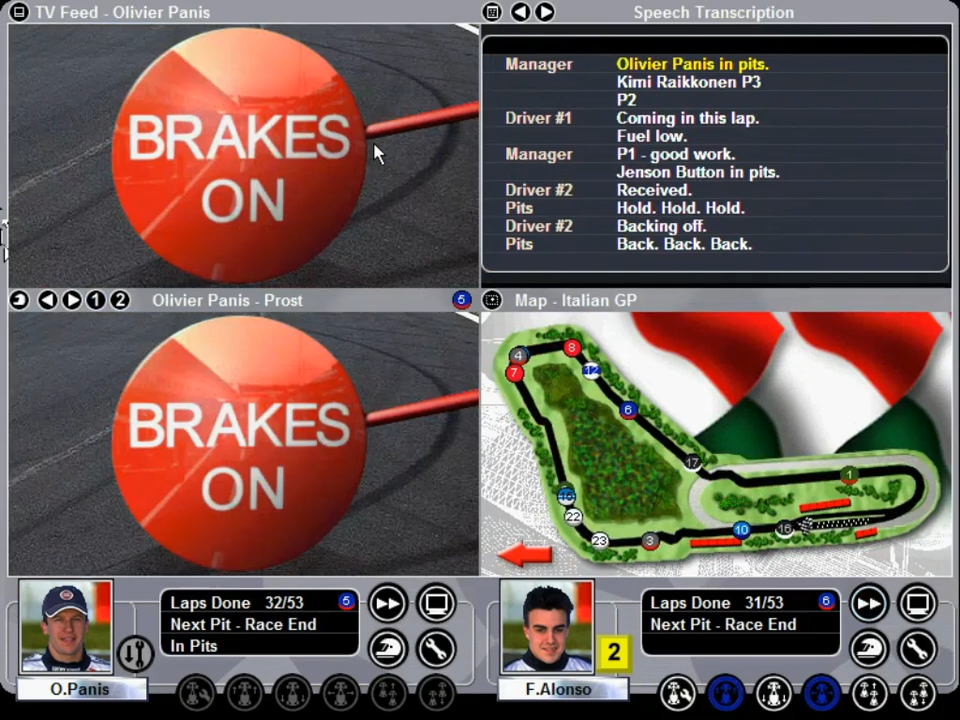 TV Feed - Olivier Panis
BRAKES
ON
Speech Transcription
Manager Olivier Panis in pits.
Kimi Raikkonen P3
P2
Driver #1 Coming in this lap.
Fuel low.
Manager P1 - good work.
Jenson Button in pits.
Driver #2 Received.
Pits Hold. Hold. Hold.
Driver #2 Backing off.
Pits Back. Back. Back.
1 2 Olivier Panis - Prost 5
BRAKES
ON
Map - Italian GP
8
4
7
12
6
17
1
22
10
16
23
3
Laps Done 32/53 5
Next Pit - Race End
In Pits
O.Panis
Laps Done 31/53 6
Next Pit - Race End
2
F.Alonso